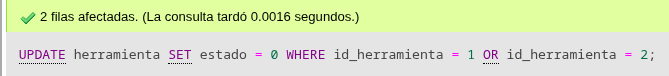 2 filas afectadas. (La consulta tardó 0.0016 segundos.)
UPDATE herramienta SET estado = 0 WHERE id_herramienta = 1 OR id_herramienta = 2;